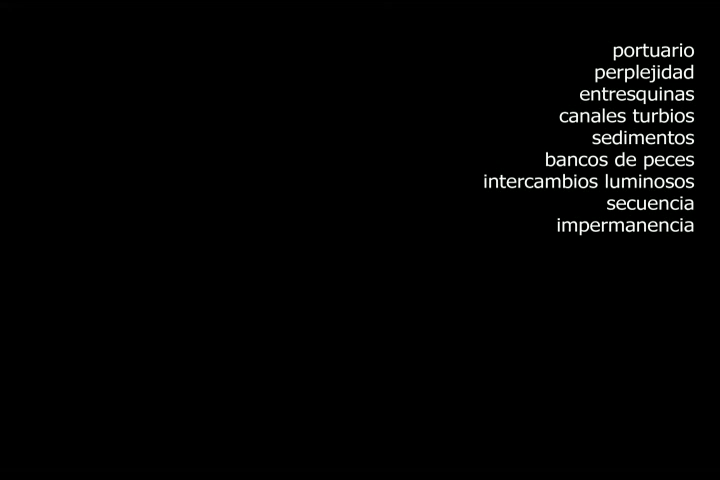 portuario
perplejidad
entresquinas
canales turbios
sedimentos
bancos de peces
intercambios luminosos
secuencia
impermanencia